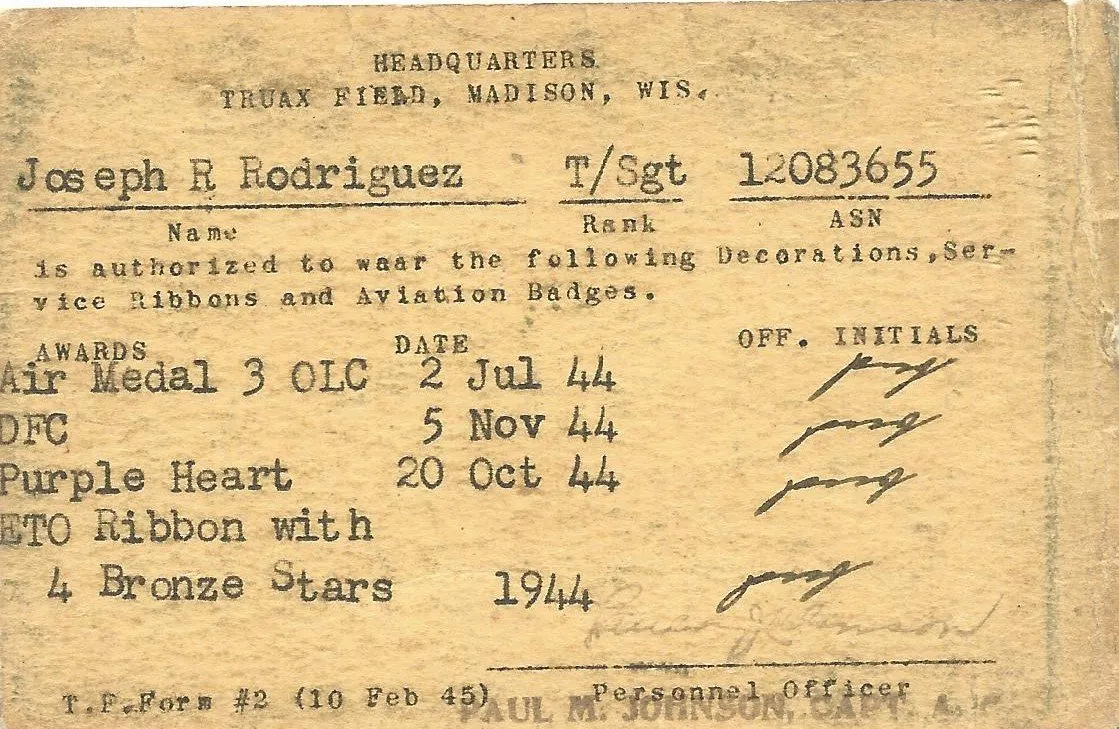 HEADQUARTERS
TRUAX FIELD, MADISON, WIS.
Joseph R Rodriguez T/Sgt 12083655
Name Rank ASN
is authorized to waar the following Decorations,Ser-
vice Ribbons and Aviation Badges.
AWARDS DATE OFF. INITIALS
Air Medal 3 OLC 2 Jul 44
DFC 5 Nov 44
Purple Heart 20 Oct 44
ETO Ribbon with
4 Bronze Stars 1944
Personnel Officer
T.F.Form #2 (10 Feb 45)
PAUL M. JOHNSON, CAPT. A. C.